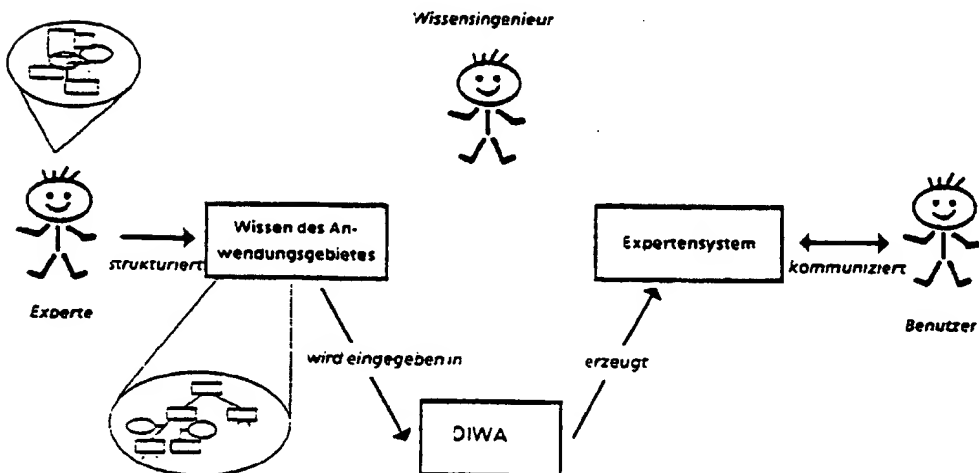 Wissensingenieur
Wissen des An-
wendungsgebietes
Expertensystem
strukturiert
kommuniziert
Experte
Benutzer
wird eingegeben in
erzeugt
DIWA